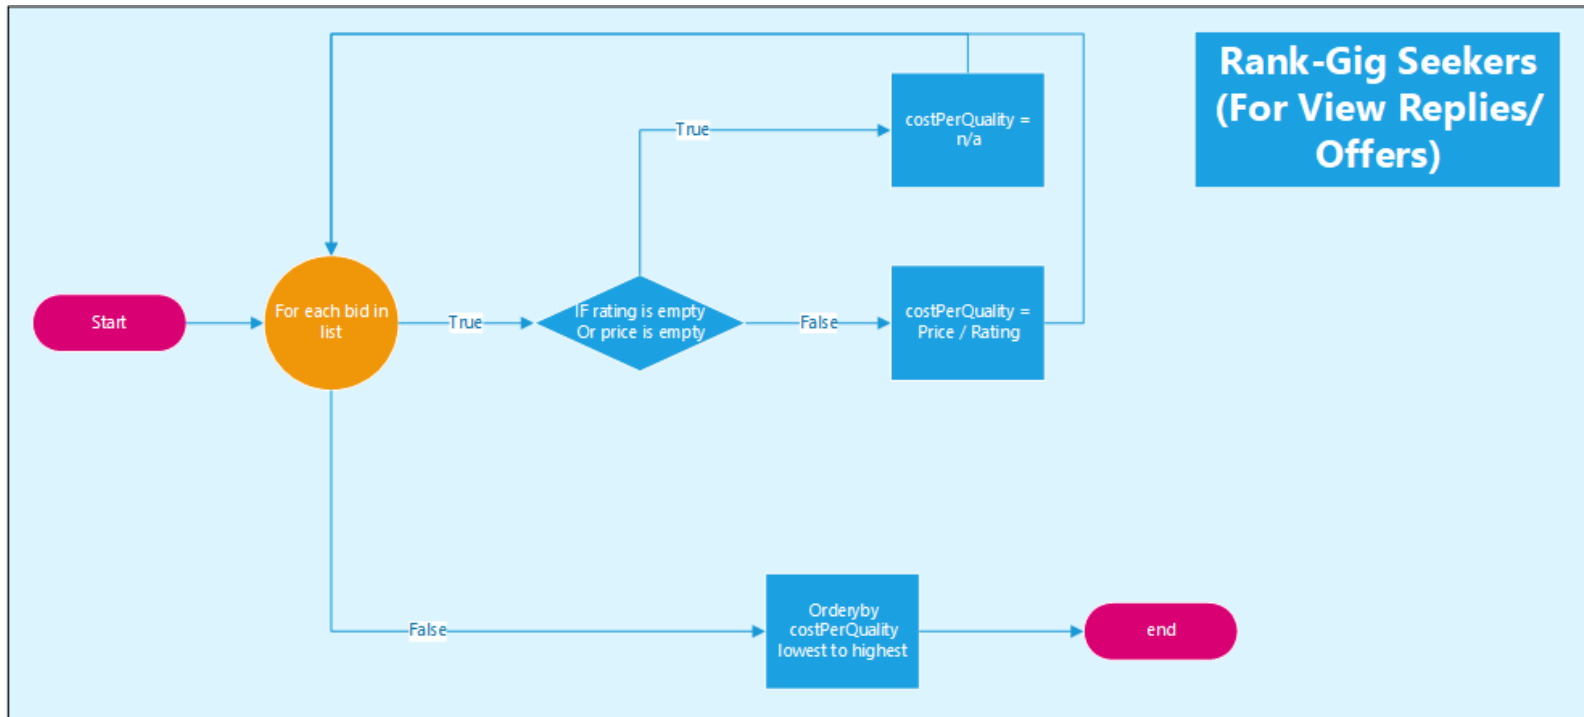 Rank-Gig Seekers
(For View Replies/
Offers)
costPerQuality =
n/a
True
Start
For each bid in
list
True
IF rating is empty
Or price is empty
False
costPerQuality =
Price / Rating
False
Orderyby
costPerQuality
lowest to highest
end